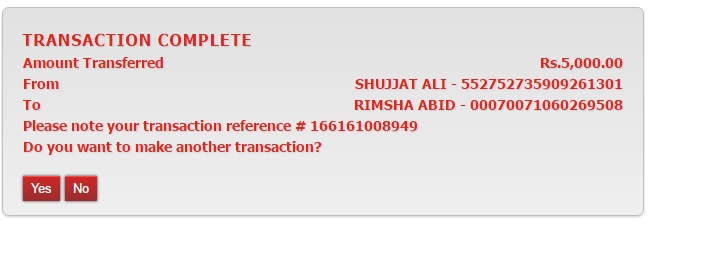 TRANSACTION COMPLETE
Amount Transferred Rs.5,000.00
From SHUJJAT ALI - 552752735909261301
To RIMSHA ABID - 00070071060269508
Please note your transaction reference # 166161008949
Do you want to make another transaction?
Yes No